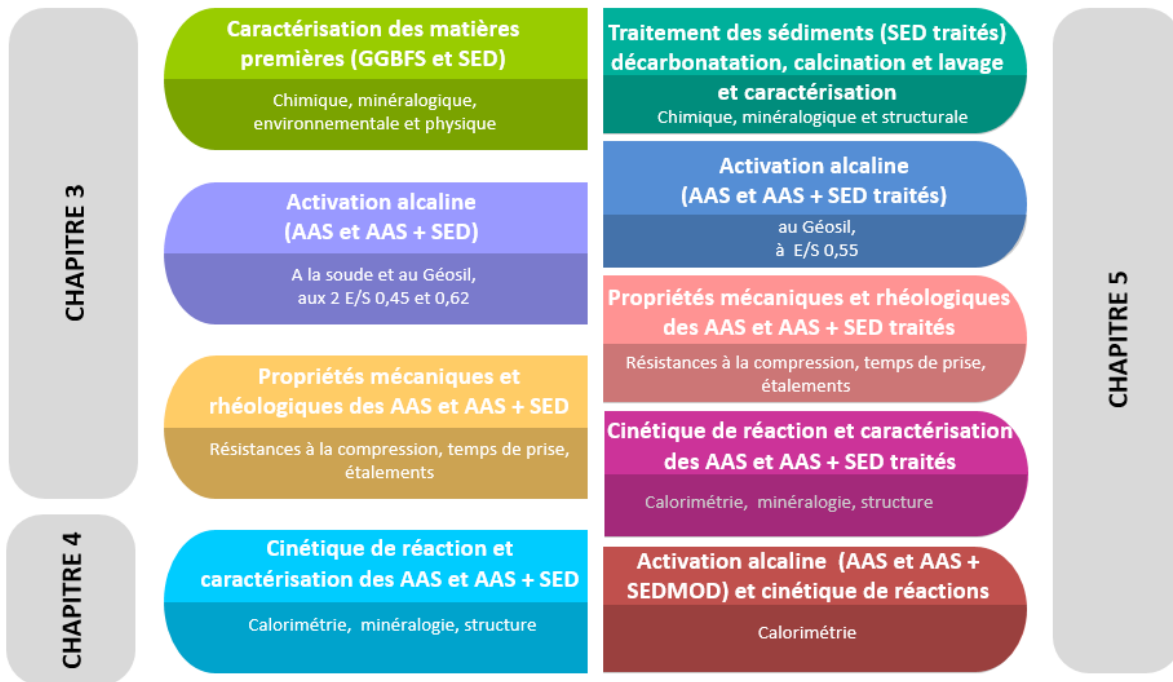 CHAPITRE 3
Caractérisation des matières
premières (GGBFS et SED)
Chimique, minéralogique,
environnementale et physique
Activation alcaline
(AAS et AAS + SED)
A la soude et au Géosil,
aux 2 E/S 0,45 et 0,62
Propriétés mécaniques et
rhéologiques des AAS et AAS + SED
Résistances à la compression, temps de prise,
étalements
CHAPITRE 4
Cinétique de réaction et
caractérisation des AAS et AAS + SED
Calorimétrie, minéralogie, structure
CHAPITRE 5
Traitement des sédiments (SED traités)
décarbonatation, calcination et lavage
et caractérisation
Chimique, minéralogique et structurale
Activation alcaline
(AAS et AAS + SED traités)
au Géosil,
à E/S 0,55
Propriétés mécaniques et rhéologiques
des AAS et AAS + SED traités
Résistances à la compression, temps de prise,
étalements
Cinétique de réaction et caractérisation
des AAS et AAS + SED traités
Calorimétrie, minéralogie, structure
Activation alcaline (AAS et AAS +
SEDMOD) et cinétique de réactions
Calorimétrie